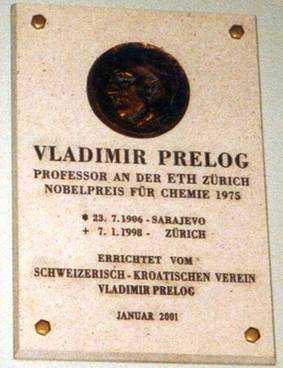 VLADIMIR PRELOG
PROFESSOR AN DER ETH ZÜRICH
NOBELPREIS FÜR CHEMIE 1975
* 23. 7. 1906 - SARAJEVO
+ 7. 1. 1998 - ZÜRICH
ERRICHTET VOM
SCHWEIZERISCH - KROATISCHEN VEREIN
VLADIMIR PRELOG
JANUAR 2001